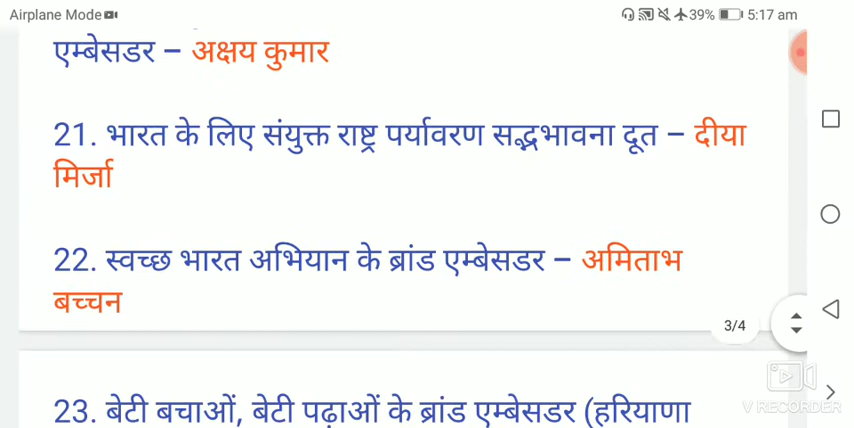 Airplane Mode 39% 5:17 am
एम्बेसडर – अक्षय कुमार
21. भारत के लिए संयुक्त राष्ट्र पर्यावरण सद्भभावना दूत – दीया
मिर्जा
22. स्वच्छ भारत अभियान के ब्रांड एम्बेसडर – अमिताभ
बच्चन
3/4
23. बेटी बचाओं, बेटी पढ़ाओं के ब्रांड एम्बेसडर (हरियाणा
V RECORDER